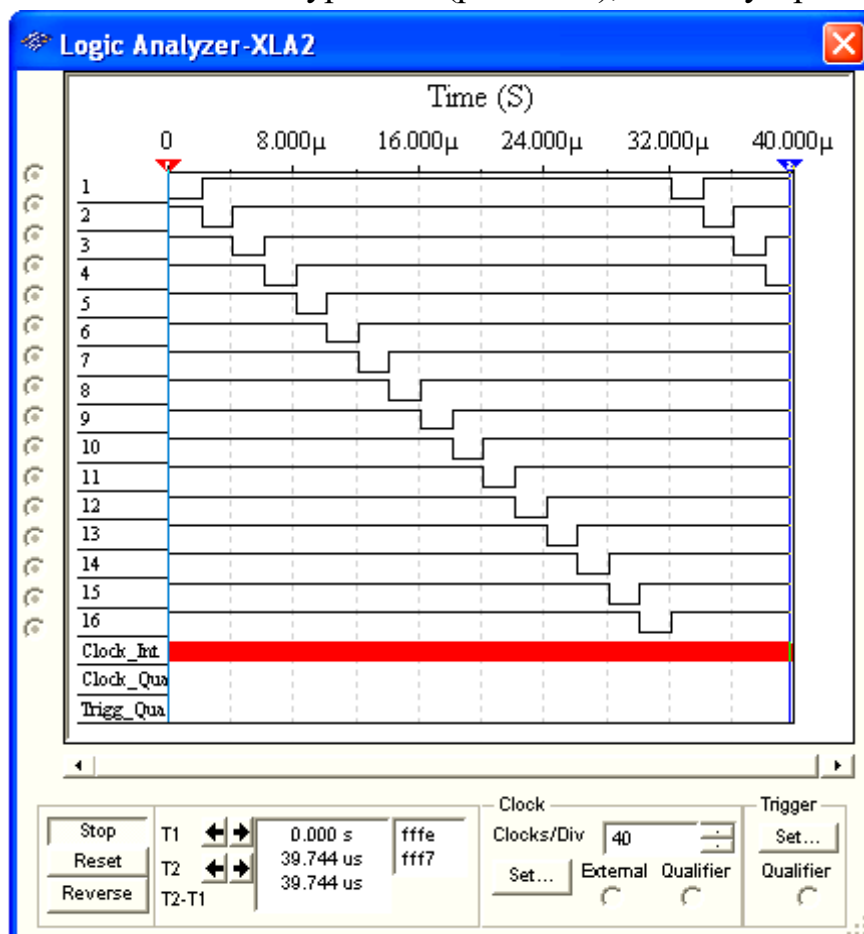 Logic Analyzer-XLA2
Time (S)
0 8.000µ 16.000µ 24.000µ 32.000µ 40.000µ
1
2
3
4
5
6
7
8
9
10
11
12
13
14
15
16
Clock_Int
Clock_Qua
Trigg_Qua
Stop
Reset
Reverse
T1
T2
T2-T1
0.000 s
39.744 us
39.744 us
fffe
fff7
Clock
Clocks/Div 40
Set... External Qualifier
Trigger
Set...
Qualifier